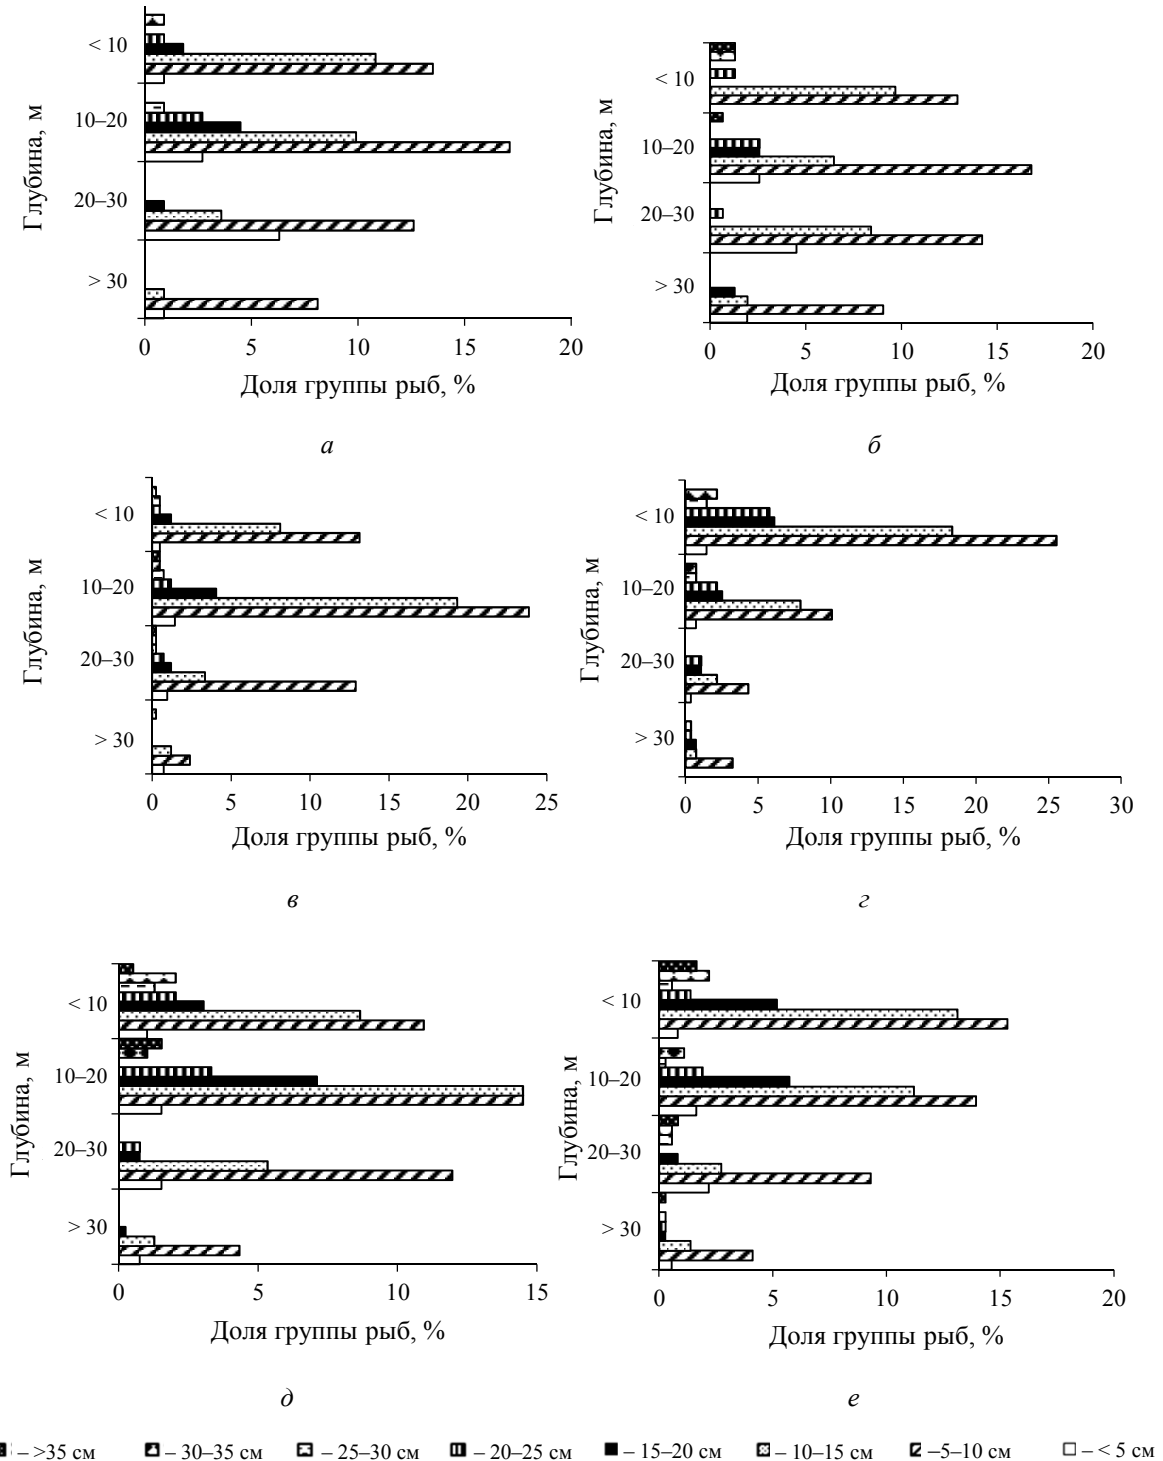 < 10
10–20
20–30
> 30
Глубина, м
0 5 10 15 20
Доля группы рыб, %
а
< 10
10–20
20–30
> 30
Глубина, м
0 5 10 15 20
Доля группы рыб, %
б
< 10
10–20
20–30
> 30
Глубина, м
0 5 10 15 20 25
Доля группы рыб, %
в
< 10
10–20
20–30
> 30
Глубина, м
0 5 10 15 20 25 30
Доля группы рыб, %
г
< 10
10–20
20–30
> 30
Глубина, м
0 5 10 15
Доля группы рыб, %
д
< 10
10–20
20–30
> 30
Глубина, м
0 5 10 15 20
Доля группы рыб, %
е
– >35 см – 30–35 см – 25–30 см – 20–25 см – 15–20 см – 10–15 см –5–10 см – < 5 см